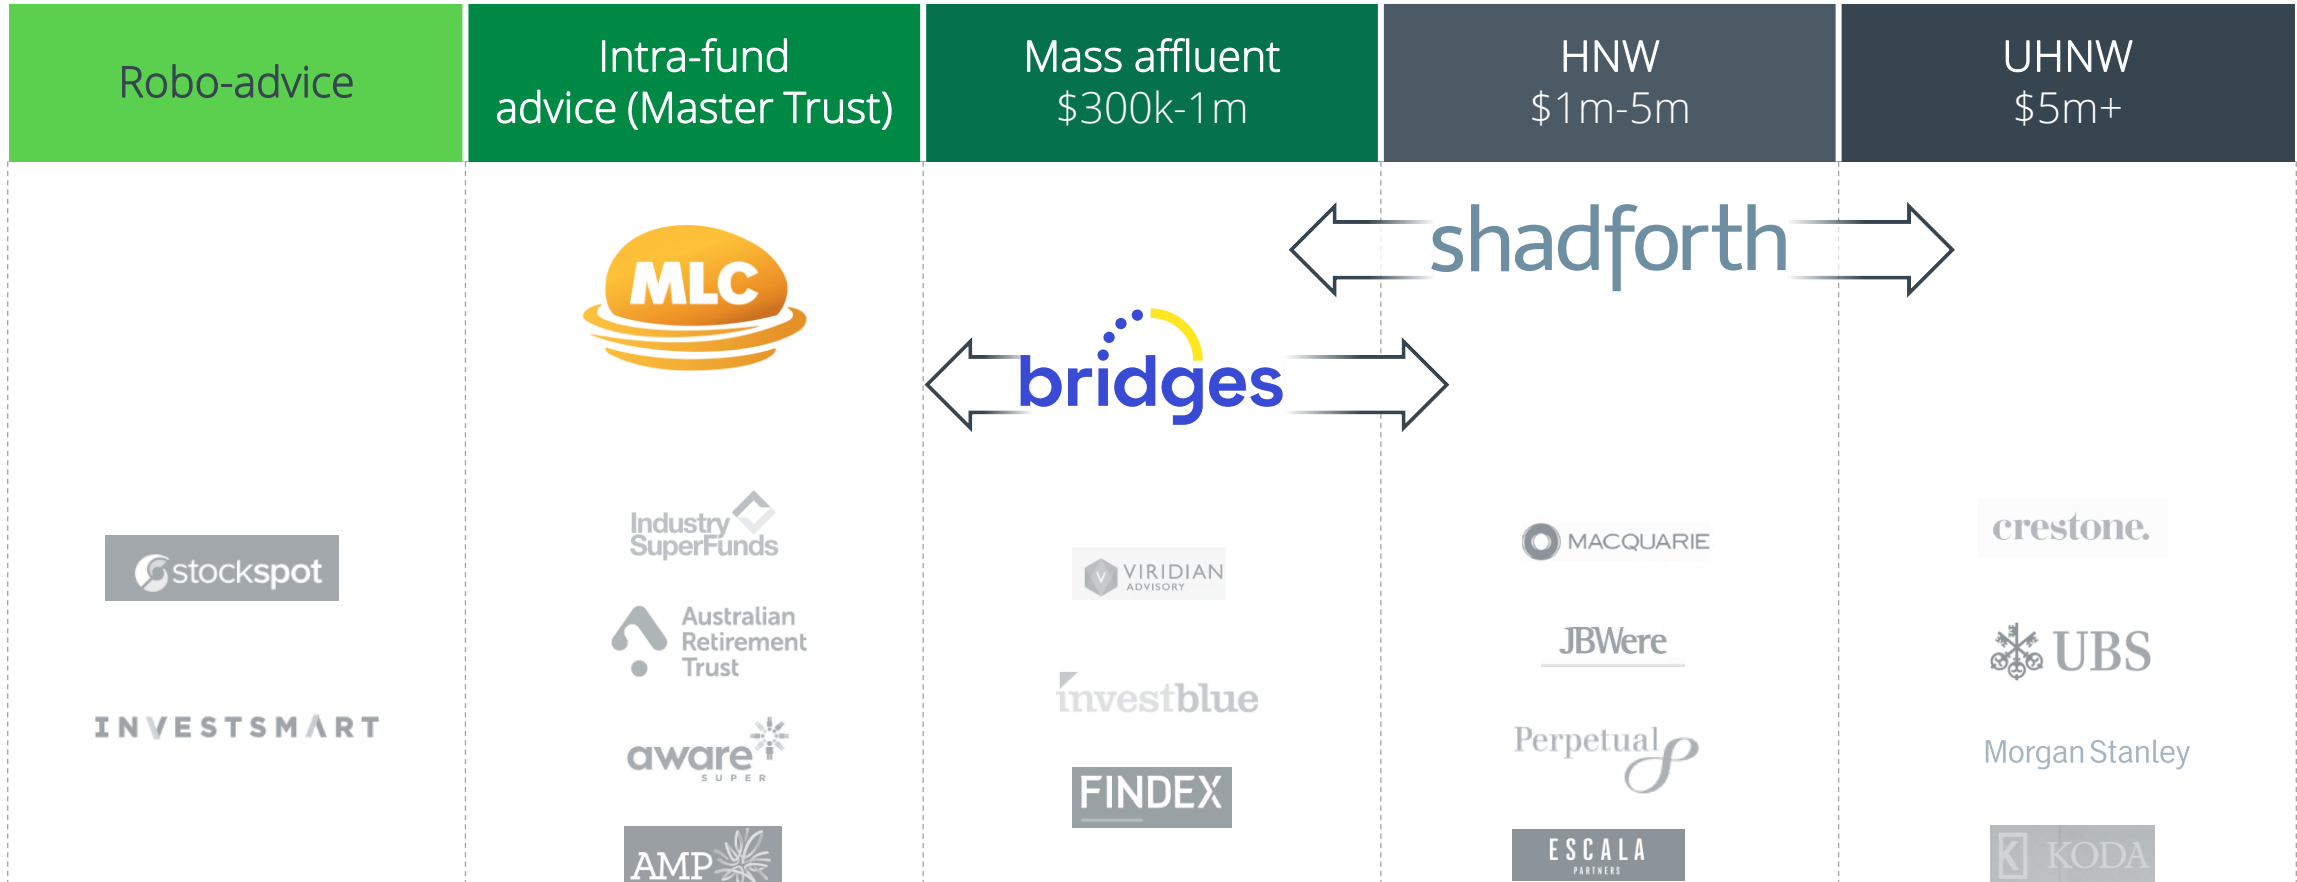 Robo-advice
Intra-fund
advice (Master Trust)
Mass affluent
$300k-1m
HNW
$1m-5m
UHNW
$5m+
MLC
shadforth
bridges
stockspot
INVESTSMART
Industry
SuperFunds
Australian
Retirement
Trust
aware
SUPER
AMP
V
VIRIDIAN
ADVISORY
investblue
FINDEX
MACQUARIE
JBWere
Perpetual
ESCALA
PARTNERS
crestone.
UBS
Morgan Stanley
K
KODA